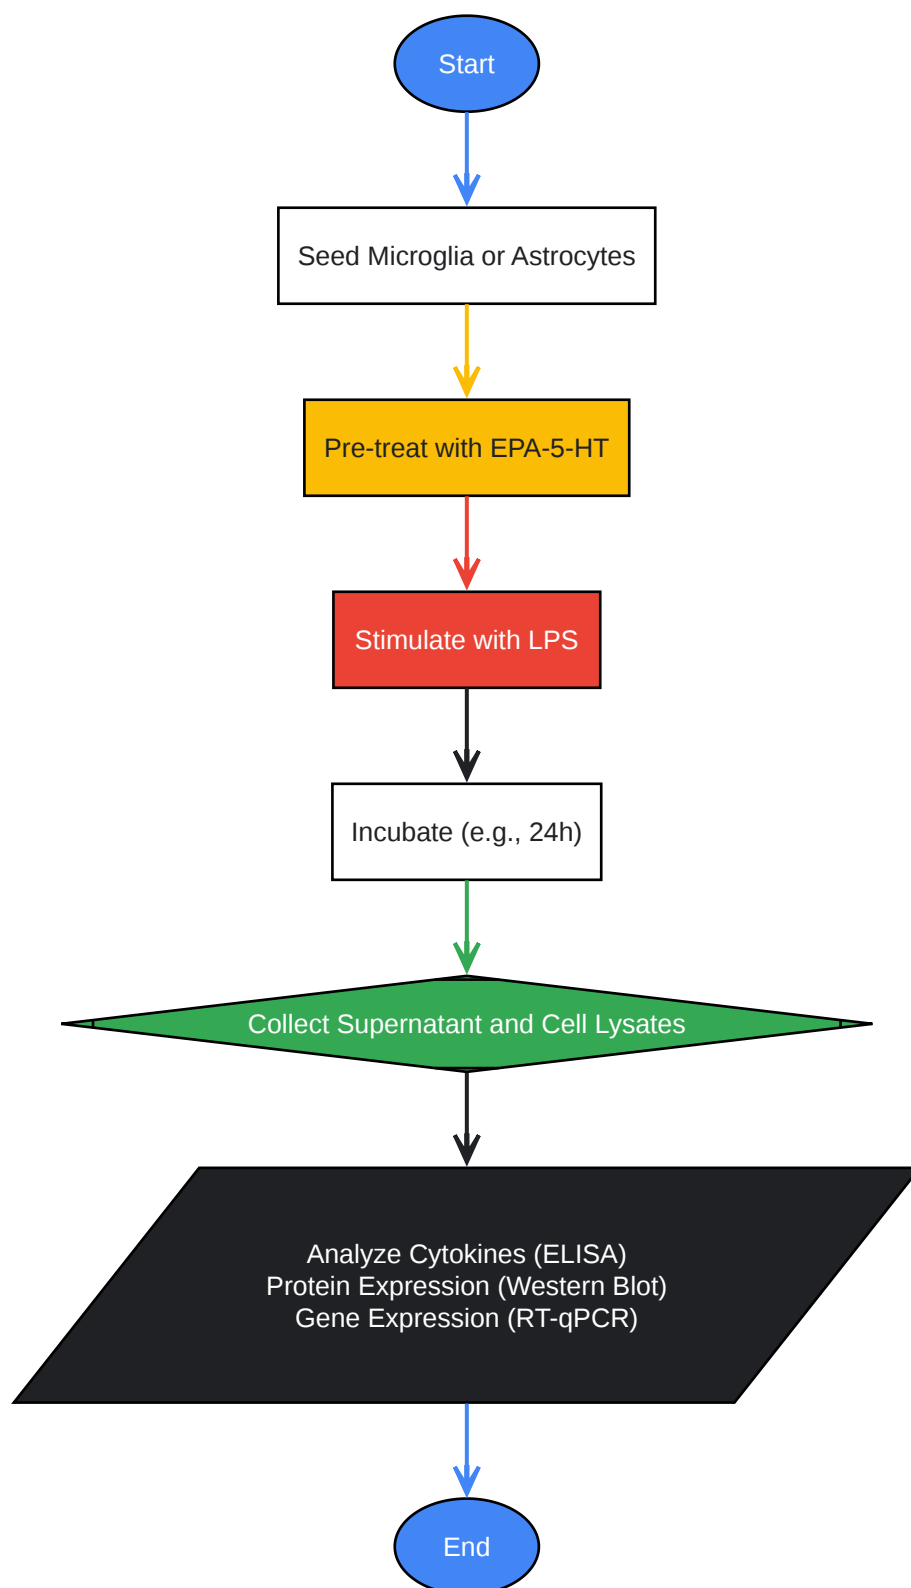 Start
Seed Microglia or Astrocytes
Pre-treat with EPA-5-HT
Stimulate with LPS
Incubate (e.g., 24h)
Collect Supernatant and Cell Lysates
Analyze Cytokines (ELISA)
Protein Expression (Western Blot)
Gene Expression (RT-qPCR)
End